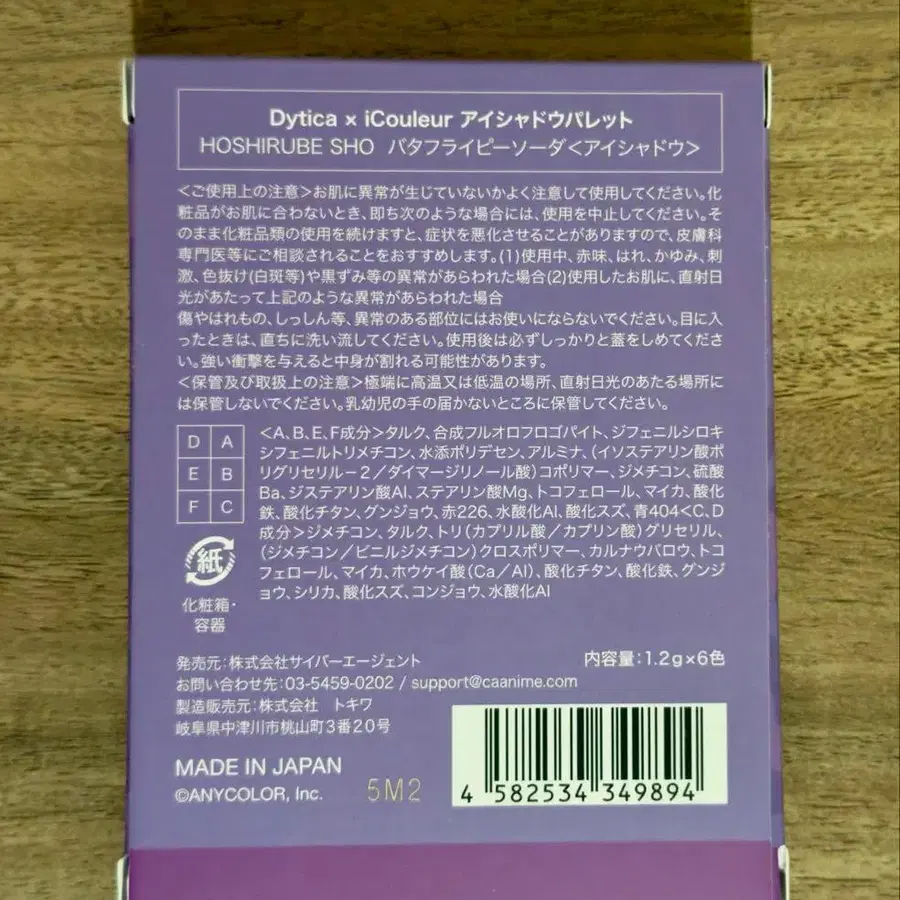 Dytica × iCouleur アイシャドウパレット
HOSHIRUBE SHO バタフライピーソーダ<アイシャドウ>
<ご使用上の注意>お肌に異常が生じていないかよく注意して使用してください。化
粧品がお肌に合わないとき、即ち次のような場合には、使用を中止してください。そ
のまま化粧品類の使用を続けますと、症状を悪化させることがありますので、皮膚科
専門医等にご相談されることをおすすめします。(1)使用中、赤味、はれ、かゆみ、刺
激、色抜け(白斑等)や黒ずみ等の異常があらわれた場合(2)使用したお肌に、直射日
光があたって上記のような異常があらわれた場合
傷やはれもの、しっしん等、異常のある部位にはお使いにならないでください。目に入
ったときは、直ちに洗い流してください。使用後は必ずしっかりと蓋をしめてくださ
い。強い衝撃を与えると中身が割れる可能性があります。
<保管及び取扱上の注意>極端に高温又は低温の場所、直射日光のあたる場所に
は保管しないでください。乳幼児の手の届かないところに保管してください。
D A
E B
F C
<A、B、E、F成分>タルク、合成フルオロフロゴパイト、ジフェニルシロキ
シフェニルトリメチコン、水添ポリデセン、アルミナ、(イソステアリン酸ポ
リグリセリル-2/ダイマージリノール酸)コポリマー、ジメチコン、硫酸
Ba、ジステアリン酸Al、ステアリン酸Mg、トコフェロール、マイカ、酸化
鉄、酸化チタン、グンジョウ、赤226、水酸化Al、酸化スズ、青404<C、D
成分>ジメチコン、タルク、トリ(カプリル酸/カプリン酸)グリセリル、
(ジメチコン/ビニルジメチコン)クロスポリマー、カルナウバロウ、トコ
フェロール、マイカ、ホウケイ酸(Ca/Al)、酸化チタン、酸化鉄、グンジ
ョウ、シリカ、酸化スズ、コンジョウ、水酸化Al
紙
化粧箱・
容器
発売元:株式会社サイバーエージェント
内容量:1.2g×6色
お問い合わせ先:03-5459-0202 / support@caanime.com
製造販売元:株式会社 トキワ
岐阜県中津川市桃山町3番20号
MADE IN JAPAN
©ANYCOLOR, Inc.
5M2
4 582534 349894